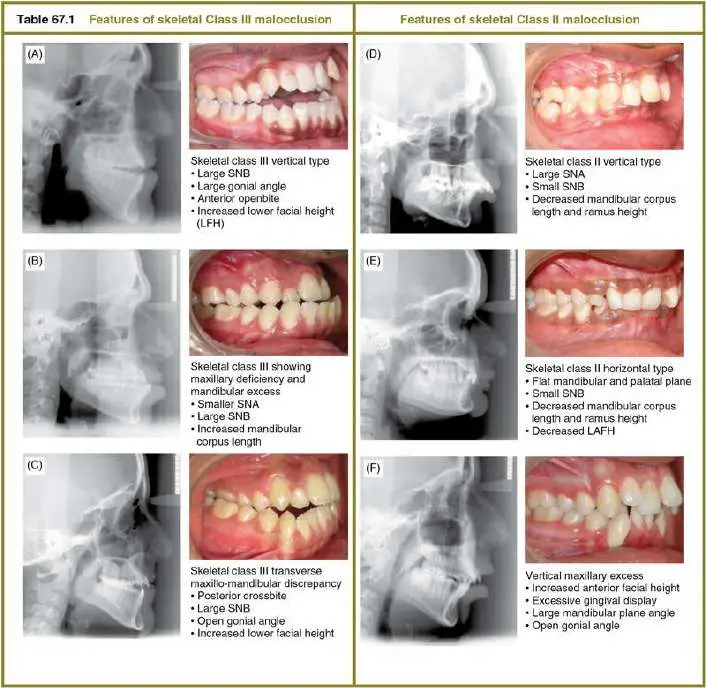 Table 67.1 Features of skeletal Class III malocclusion
Features of skeletal Class II malocclusion
(A)
Skeletal class III vertical type
• Large SNB
• Large gonial angle
• Anterior openbite
• Increased lower facial height
(LFH)
(B)
Skeletal class III showing
maxillary deficiency and
mandibular excess
• Smaller SNA
• Large SNB
• Increased mandibular
corpus length
(C)
Skeletal class III transverse
maxillo-mandibular discrepancy
• Posterior crossbite
• Large SNB
• Open gonial angle
• Increased lower facial height
(D)
Skeletal class II vertical type
• Large SNA
• Small SNB
• Decreased mandibular corpus
length and ramus height
(E)
Skeletal class II horizontal type
• Flat mandibular and palatal plane
• Small SNB
• Decreased mandibular corpus
length and ramus height
• Decreased LAFH
(F)
Vertical maxillary excess
• Increased anterior facial height
• Excessive gingival display
• Large mandibular plane angle
• Open gonial angle